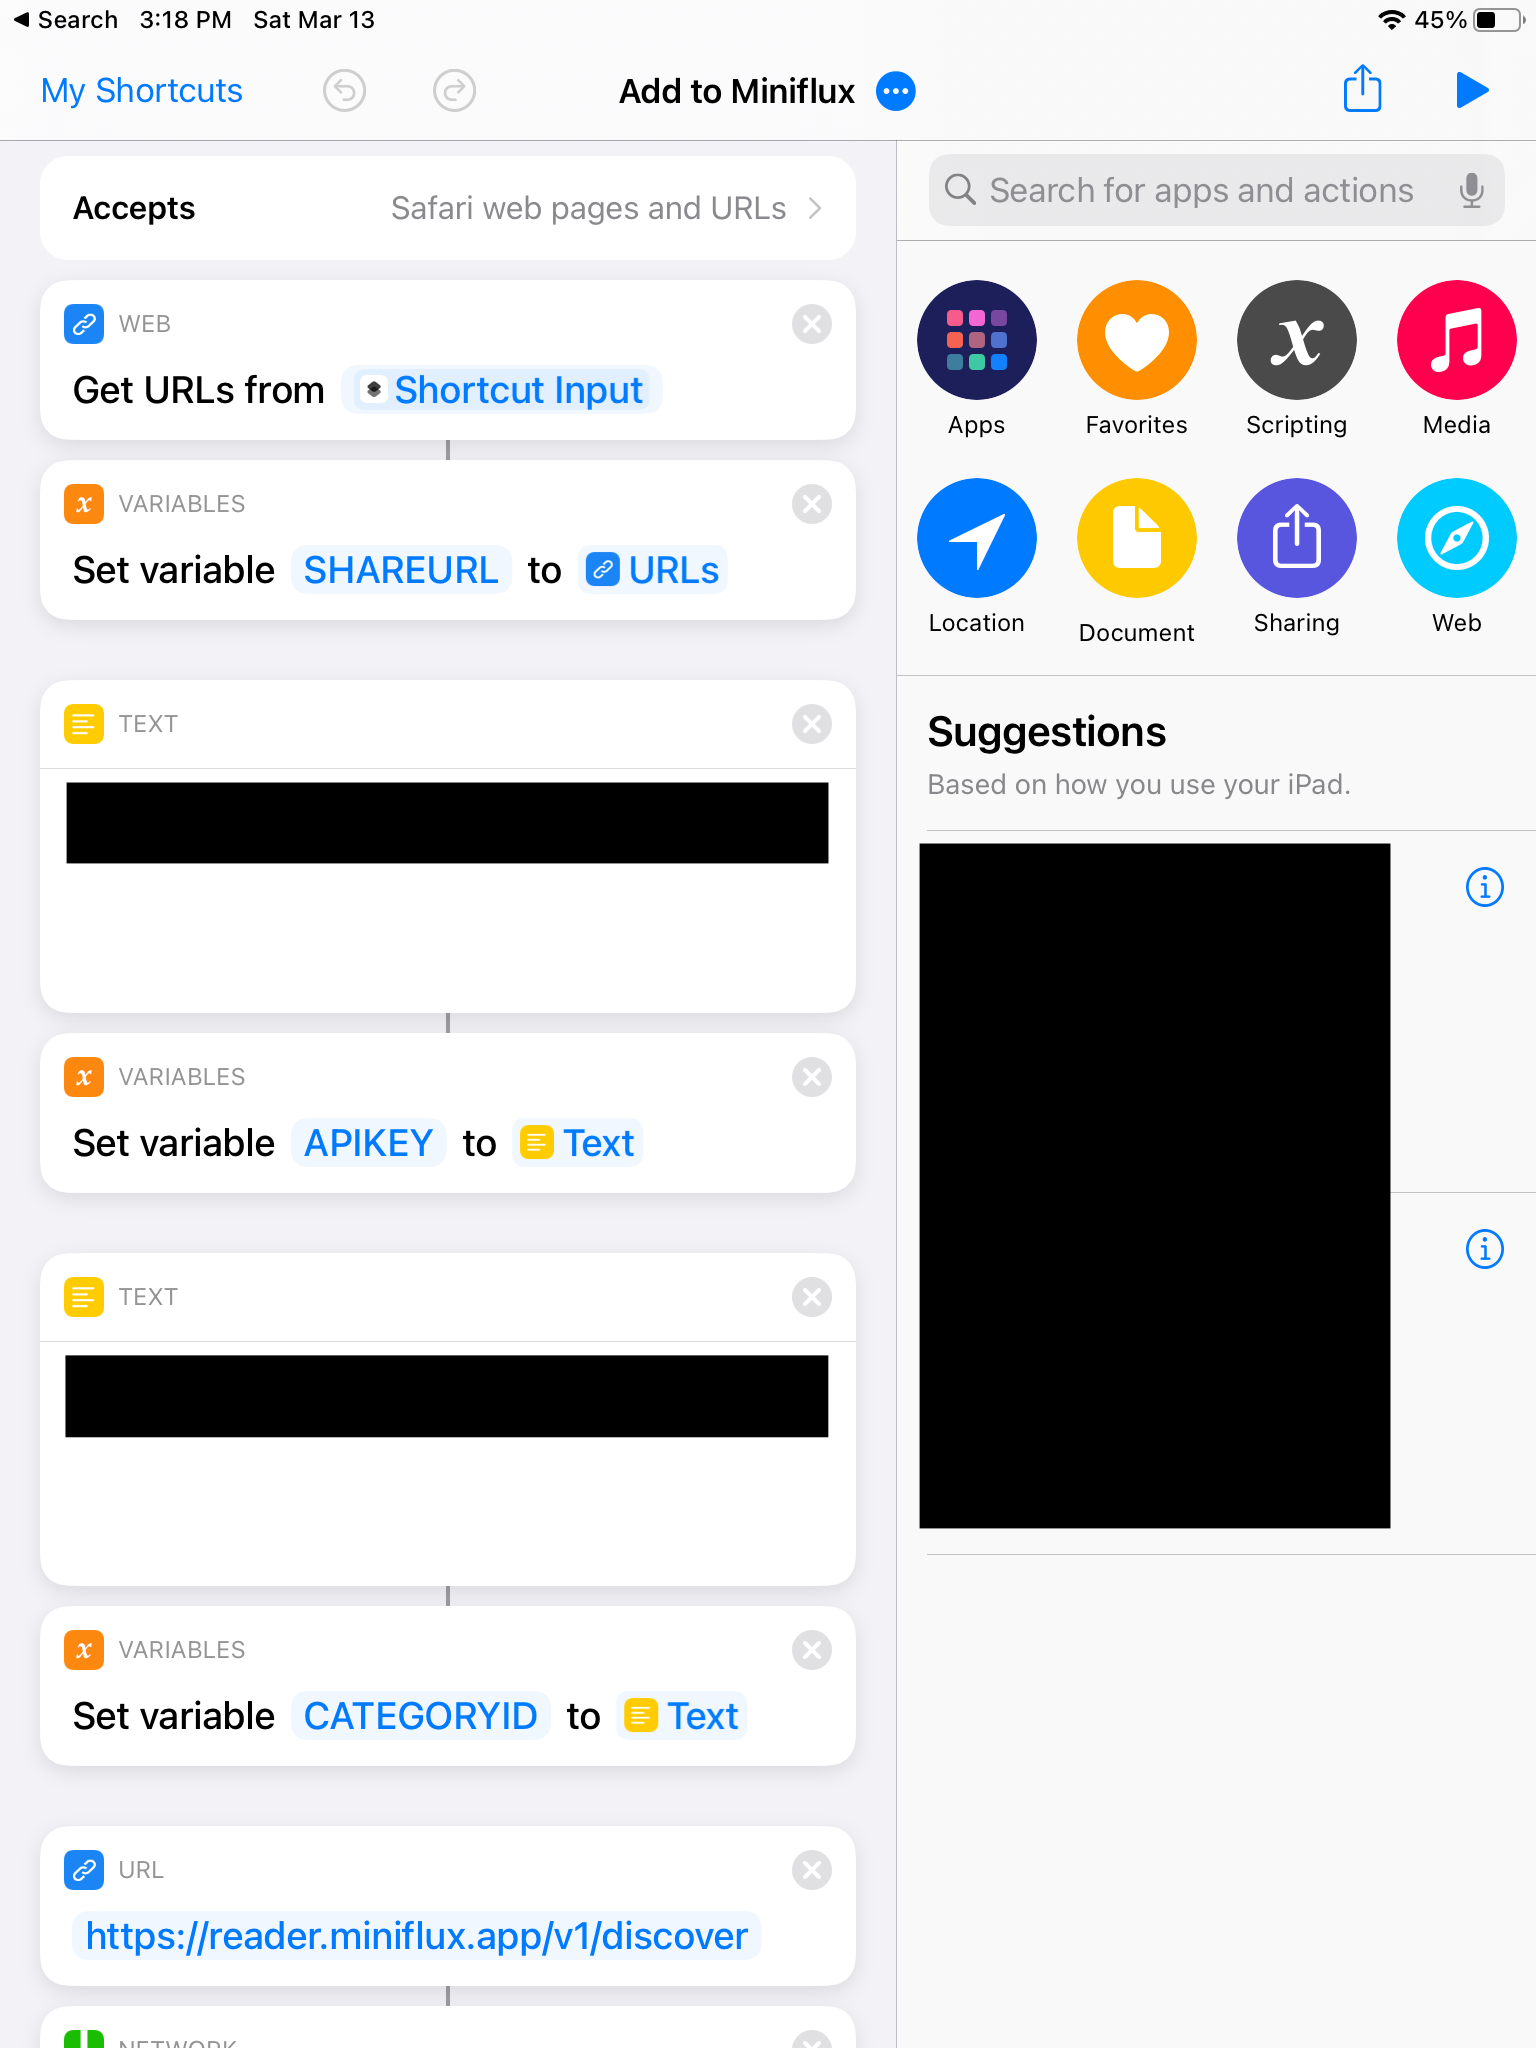 Search 3:18 PM Sat Mar 13 45%
My Shortcuts Add to Miniflux
Accepts Safari web pages and URLs
WEB
Get URLs from Shortcut Input
VARIABLES
Set variable SHAREURL to URLs
TEXT
VARIABLES
Set variable APIKEY to Text
TEXT
VARIABLES
Set variable CATEGORYID to Text
URL
https://reader.miniflux.app/v1/discover
NETWORK
Search for apps and actions
Apps Favorites Scripting Media
Location Document Sharing Web
Suggestions
Based on how you use your iPad.